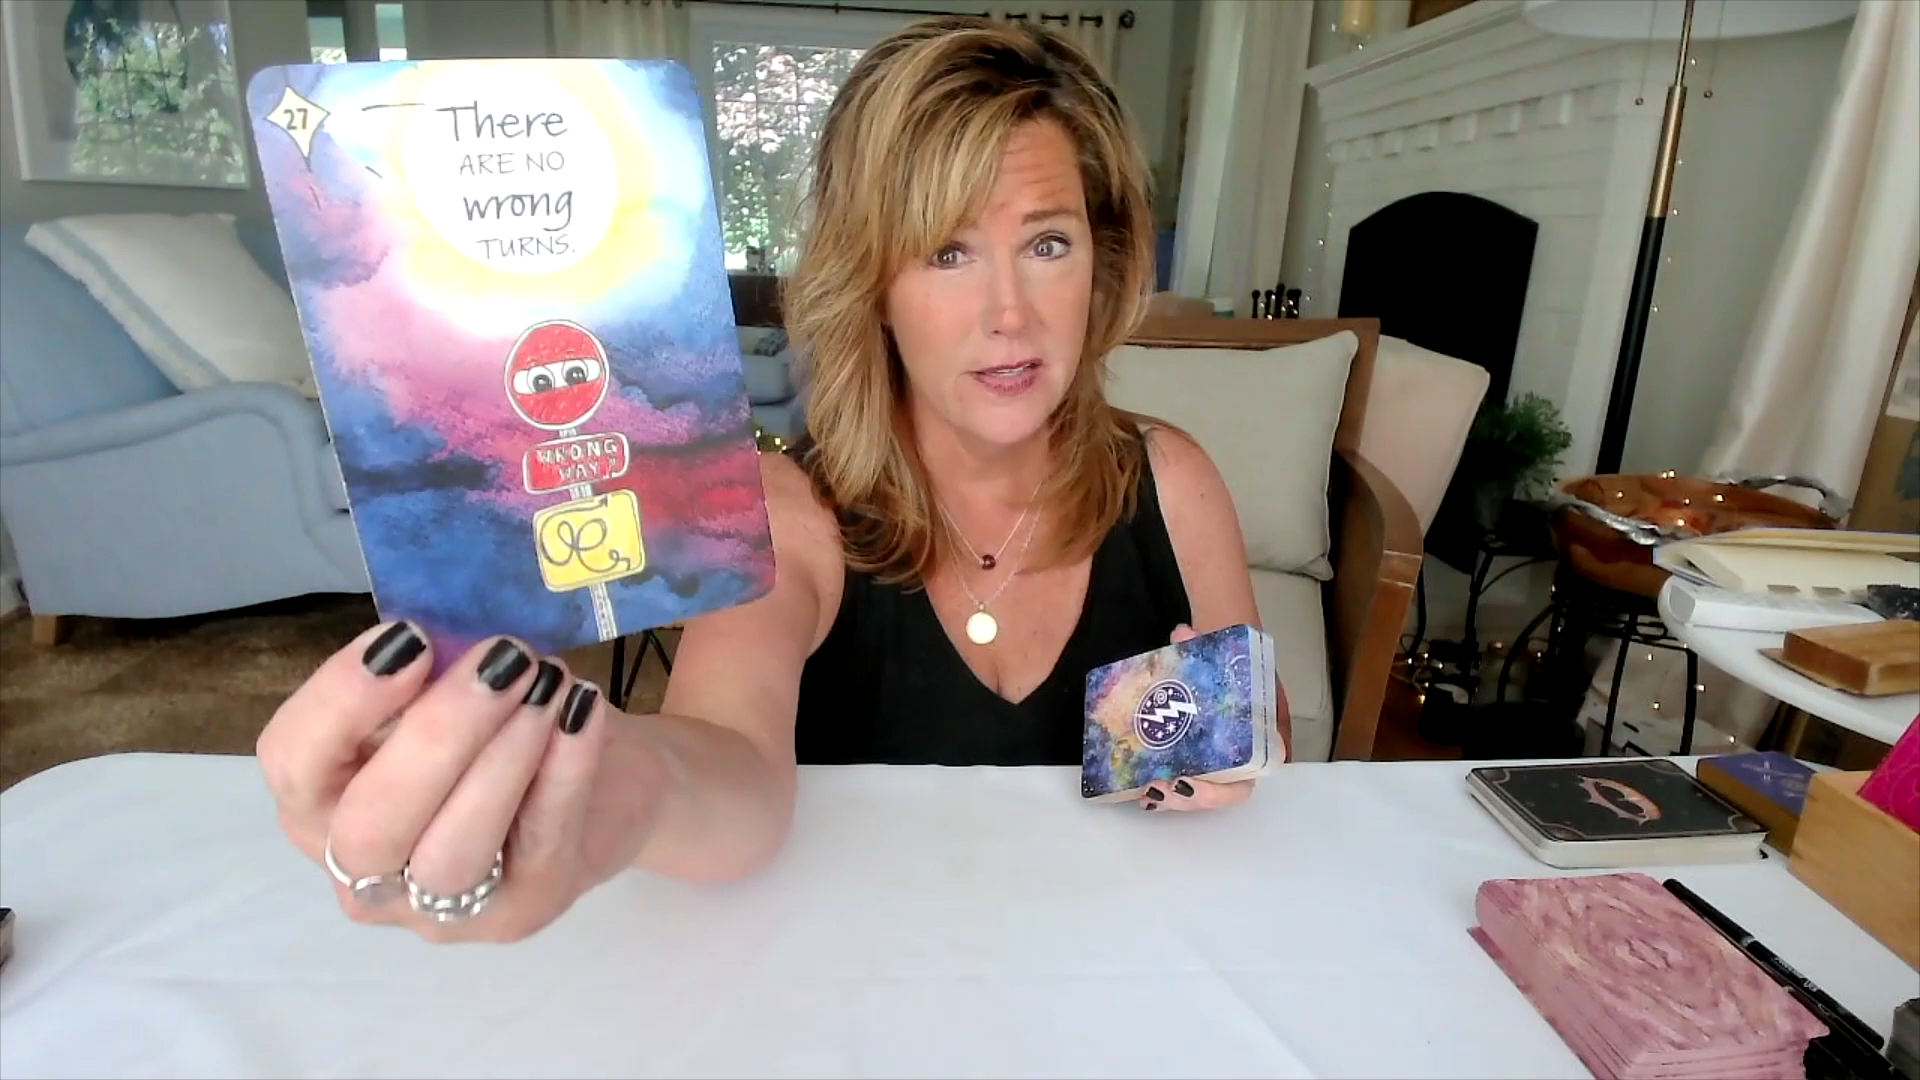 27
There
ARE NO
wrong
TURNS.
WRONG
WAY